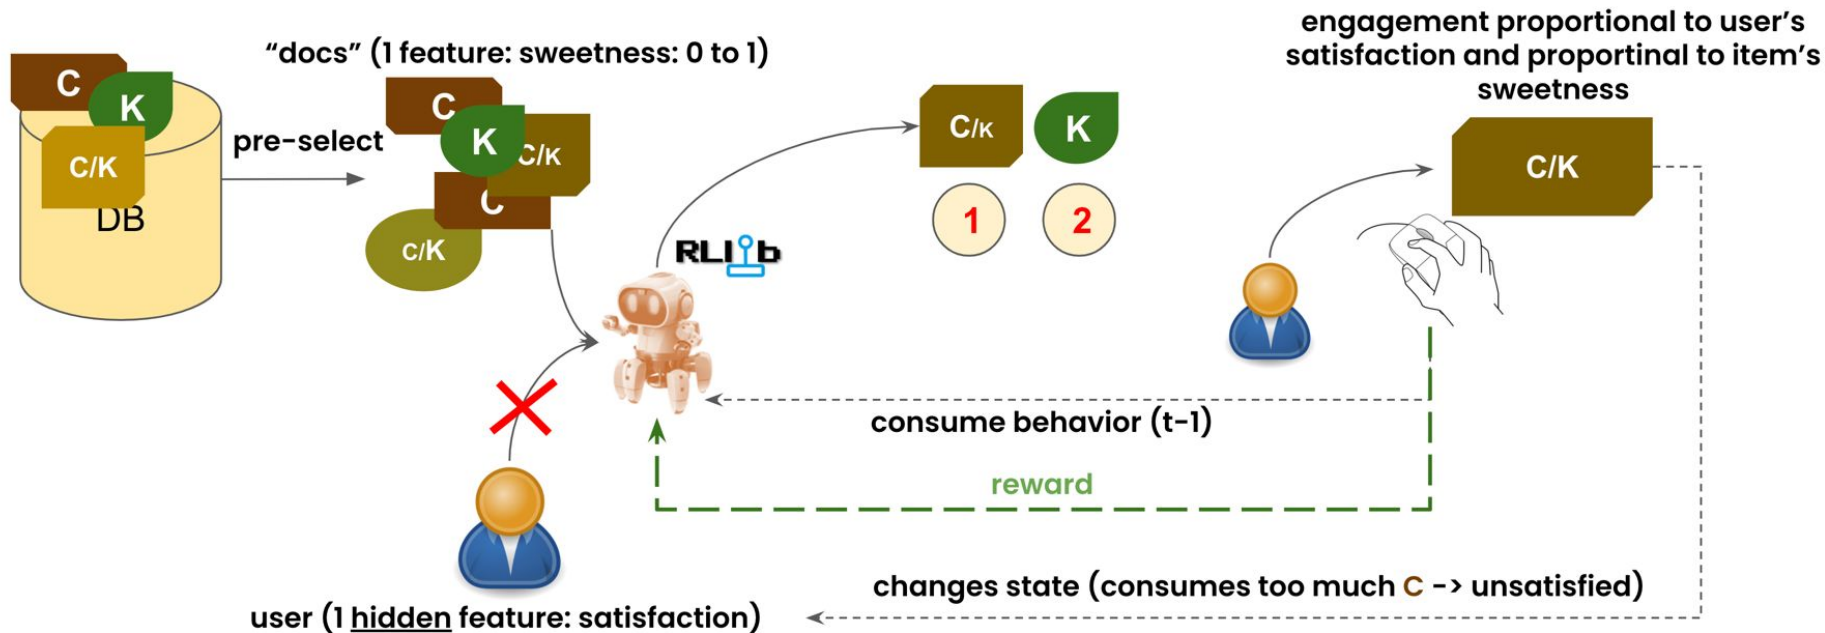 engagement proportional to user's
satisfaction and proportinal to item's
sweetness
"docs" (1 feature: sweetness: 0 to 1)
C
K
C/K
DB
pre-select
C
K
C/K
C
C/K
RLlib
C/K
K
1
2
C/K
consume behavior (t-1)
reward
changes state (consumes too much C -> unsatisfied)
user (1 hidden feature: satisfaction)